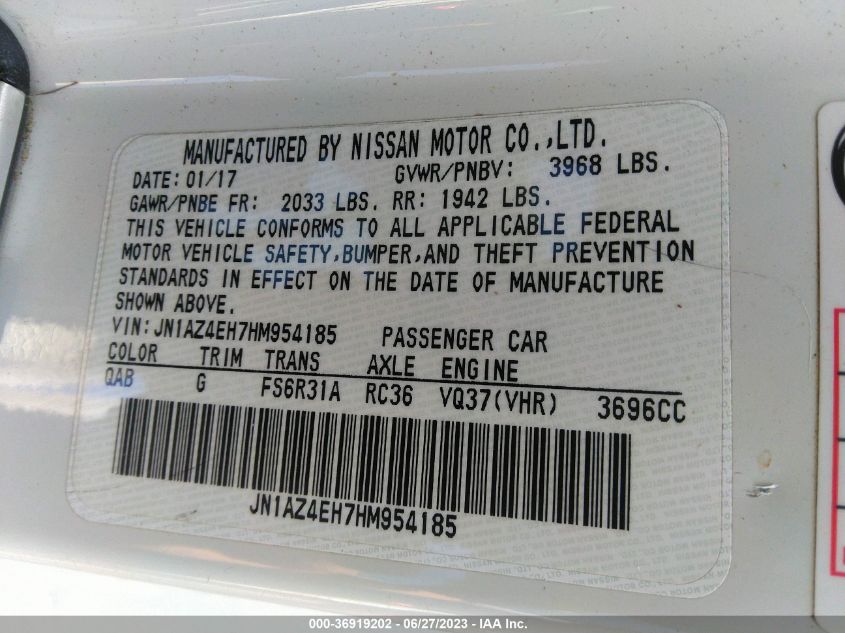 MANUFACTURED BY NISSAN MOTOR CO.,LTD.
DATE: 01/17 GVWR/PNBV: 3968 LBS.
GAWR/PNBE FR: 2033 LBS. RR: 1942 LBS.
THIS VEHICLE CONFORMS TO ALL APPLICABLE FEDERAL
MOTOR VEHICLE SAFETY,BUMPER,AND THEFT PREVENTION
STANDARDS IN EFFECT ON THE DATE OF MANUFACTURE
SHOWN ABOVE.
VIN:JN1AZ4EH7HM954185 PASSENGER CAR
COLOR TRIM TRANS AXLE ENGINE
QAB G FS6R31A RC36 VQ37(VHR) 3696CC
JN1AZ4EH7HM954185
000-36919202 - 06/27/2023 - IAA Inc.